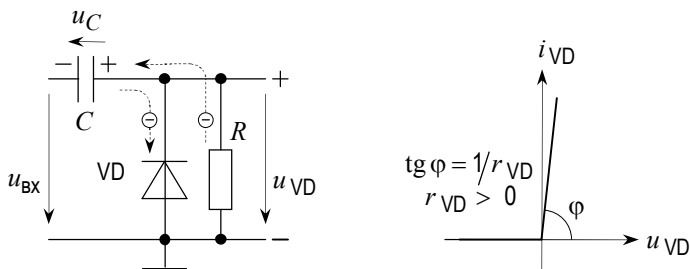 u_C
− +
+
C
R
VD
u_вх
u_VD
−
i_VD
tg φ = 1/r_VD
r_VD > 0
φ
u_VD